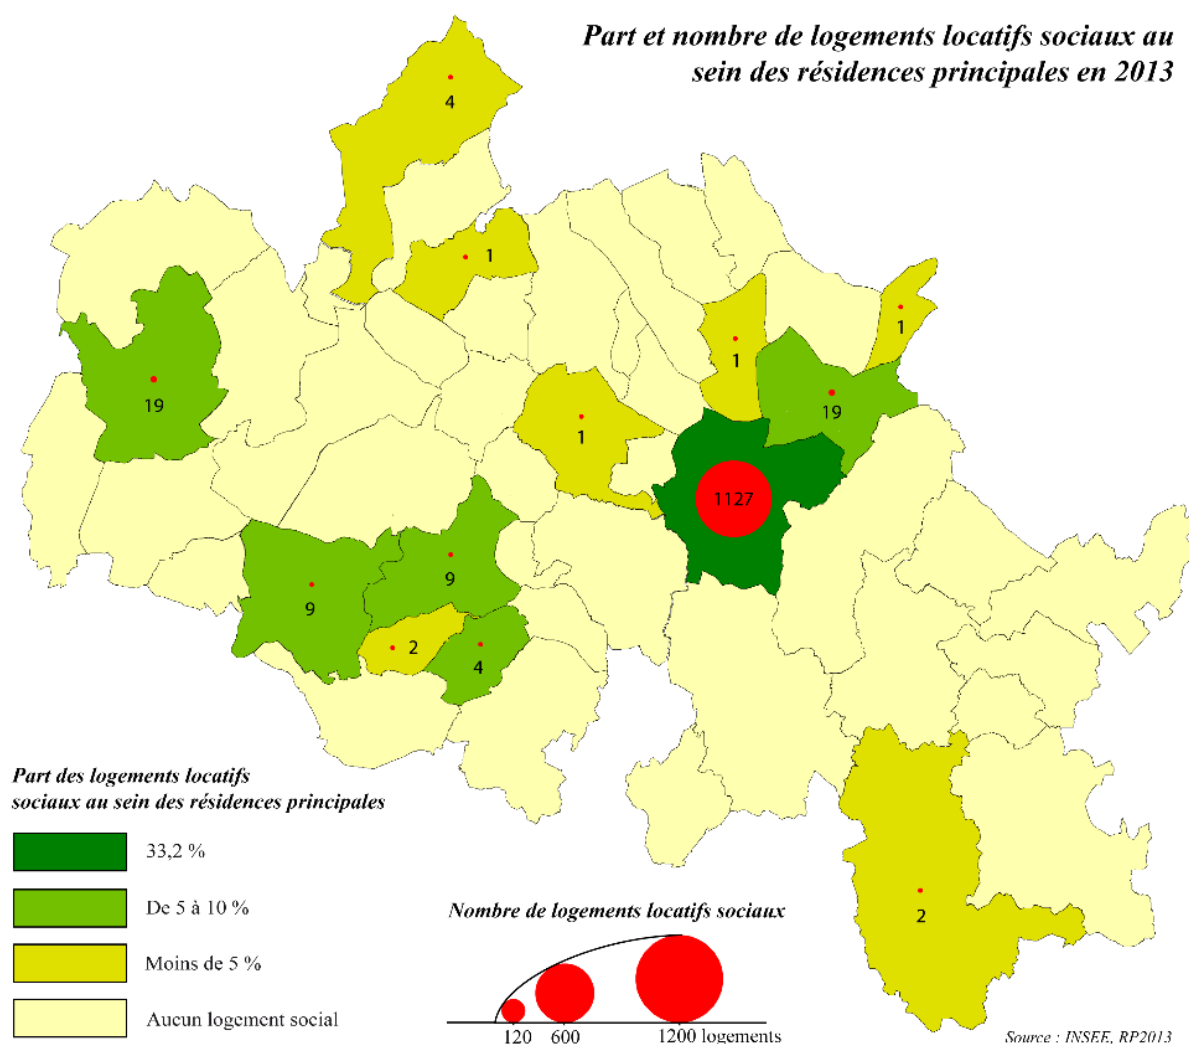 Part et nombre de logements locatifs sociaux au
sein des résidences principales en 2013
4
1
1
1
19
19
1
1127
9
9
2
4
2
Part des logements locatifs
sociaux au sein des résidences principales
33,2 %
De 5 à 10 %
Moins de 5 %
Aucun logement social
Nombre de logements locatifs sociaux
120 600 1200 logements
Source : INSEE, RP2013